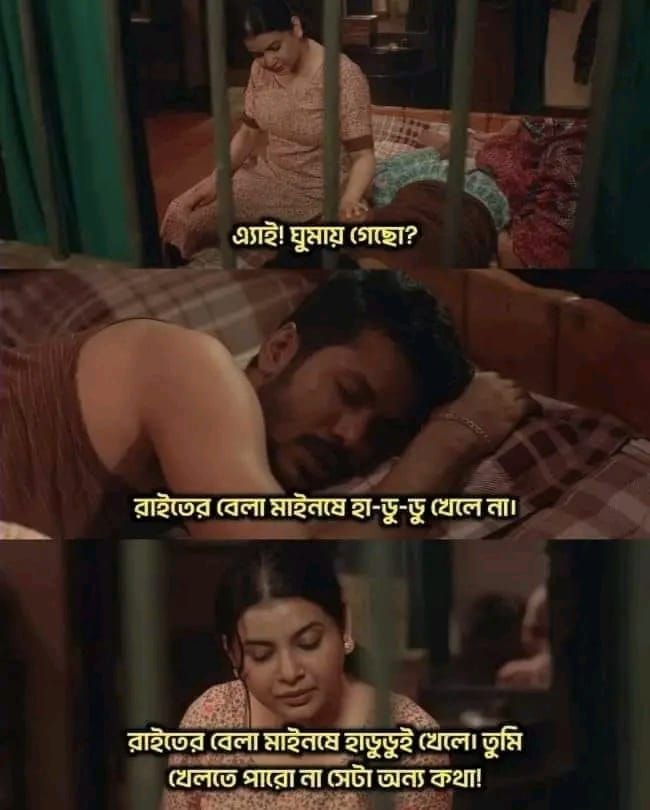 এ্যাই! ঘুমায় গেছো?
রাইতের বেলা মাইনষে হা-ডু-ডু খেলে না।
রাইতের বেলা মাইনষে হাডুডুই খেলে। তুমি
খেলতে পারো না সেটা অন্য কথা!